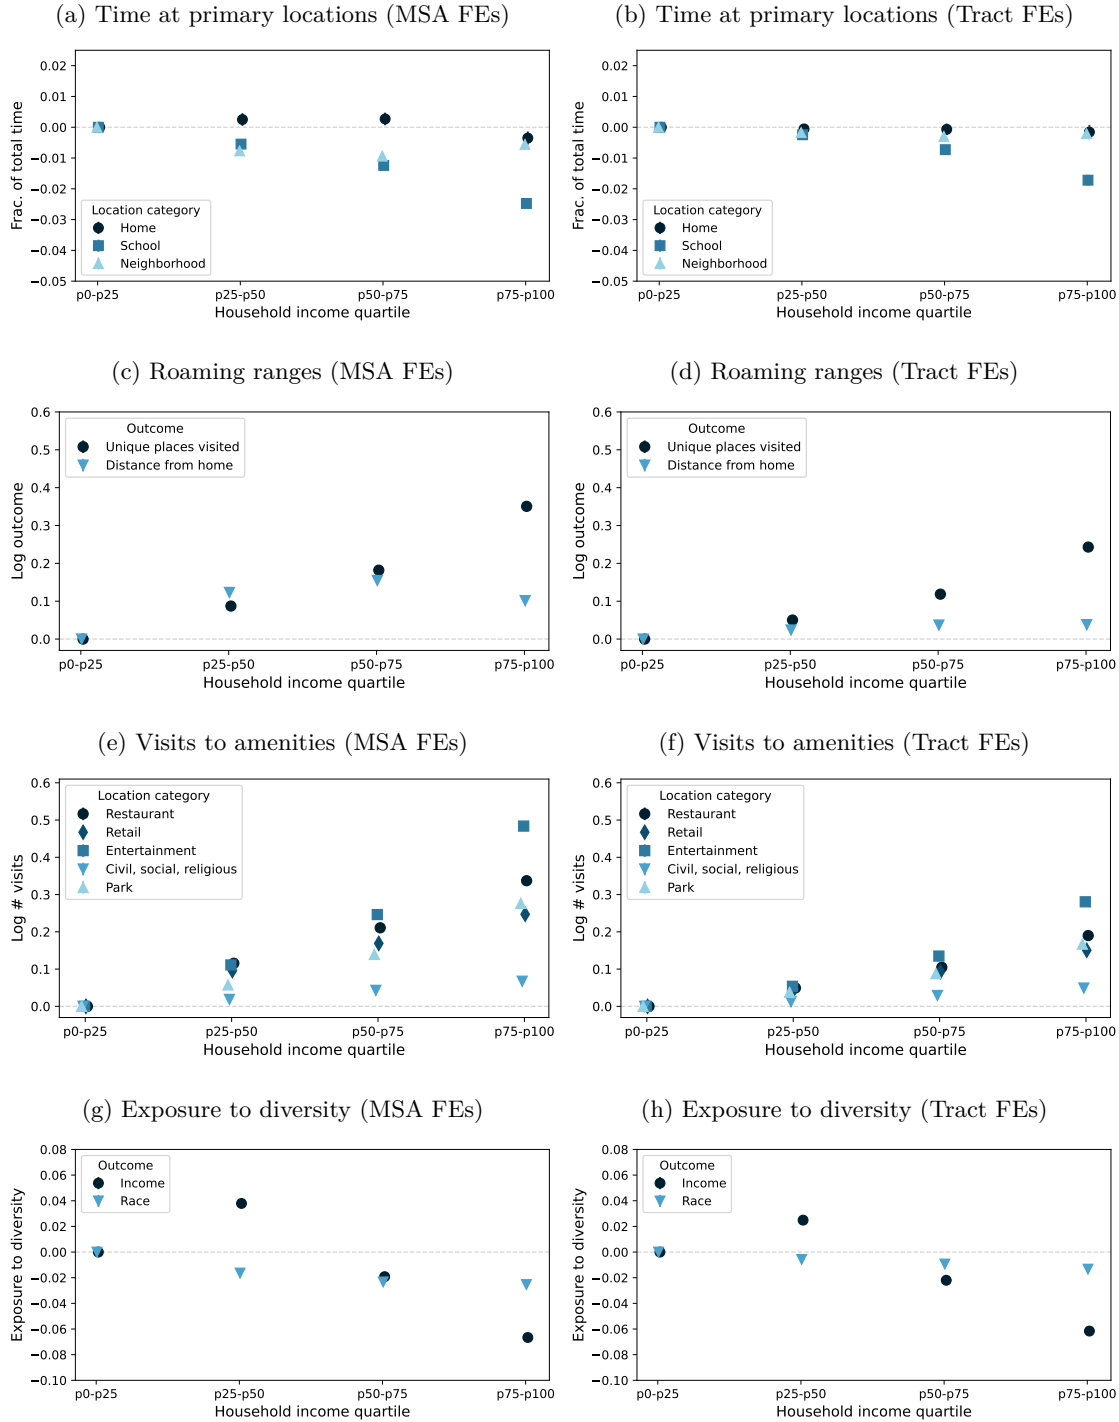 (a) Time at primary locations (MSA FEs)
0.02
0.01
0.00
−0.01
−0.02
−0.03
−0.04
−0.05
Frac. of total time
Location category
Home
School
Neighborhood
p0-p25
p25-p50
p50-p75
p75-p100
Household income quartile
(b) Time at primary locations (Tract FEs)
0.02
0.01
0.00
−0.01
−0.02
−0.03
−0.04
−0.05
Frac. of total time
Location category
Home
School
Neighborhood
p0-p25
p25-p50
p50-p75
p75-p100
Household income quartile
(c) Roaming ranges (MSA FEs)
0.6
0.5
0.4
0.3
0.2
0.1
0.0
Log outcome
Outcome
Unique places visited
Distance from home
p0-p25
p25-p50
p50-p75
p75-p100
Household income quartile
(d) Roaming ranges (Tract FEs)
0.6
0.5
0.4
0.3
0.2
0.1
0.0
Log outcome
Outcome
Unique places visited
Distance from home
p0-p25
p25-p50
p50-p75
p75-p100
Household income quartile
(e) Visits to amenities (MSA FEs)
0.6
0.5
0.4
0.3
0.2
0.1
0.0
Log # visits
Location category
Restaurant
Retail
Entertainment
Civil, social, religious
Park
p0-p25
p25-p50
p50-p75
p75-p100
Household income quartile
(f) Visits to amenities (Tract FEs)
0.6
0.5
0.4
0.3
0.2
0.1
0.0
Log # visits
Location category
Restaurant
Retail
Entertainment
Civil, social, religious
Park
p0-p25
p25-p50
p50-p75
p75-p100
Household income quartile
(g) Exposure to diversity (MSA FEs)
0.08
0.06
0.04
0.02
0.00
−0.02
−0.04
−0.06
−0.08
−0.10
Exposure to diversity
Outcome
Income
Race
p0-p25
p25-p50
p50-p75
p75-p100
Household income quartile
(h) Exposure to diversity (Tract FEs)
0.08
0.06
0.04
0.02
0.00
−0.02
−0.04
−0.06
−0.08
−0.10
Exposure to diversity
Outcome
Income
Race
p0-p25
p25-p50
p50-p75
p75-p100
Household income quartile